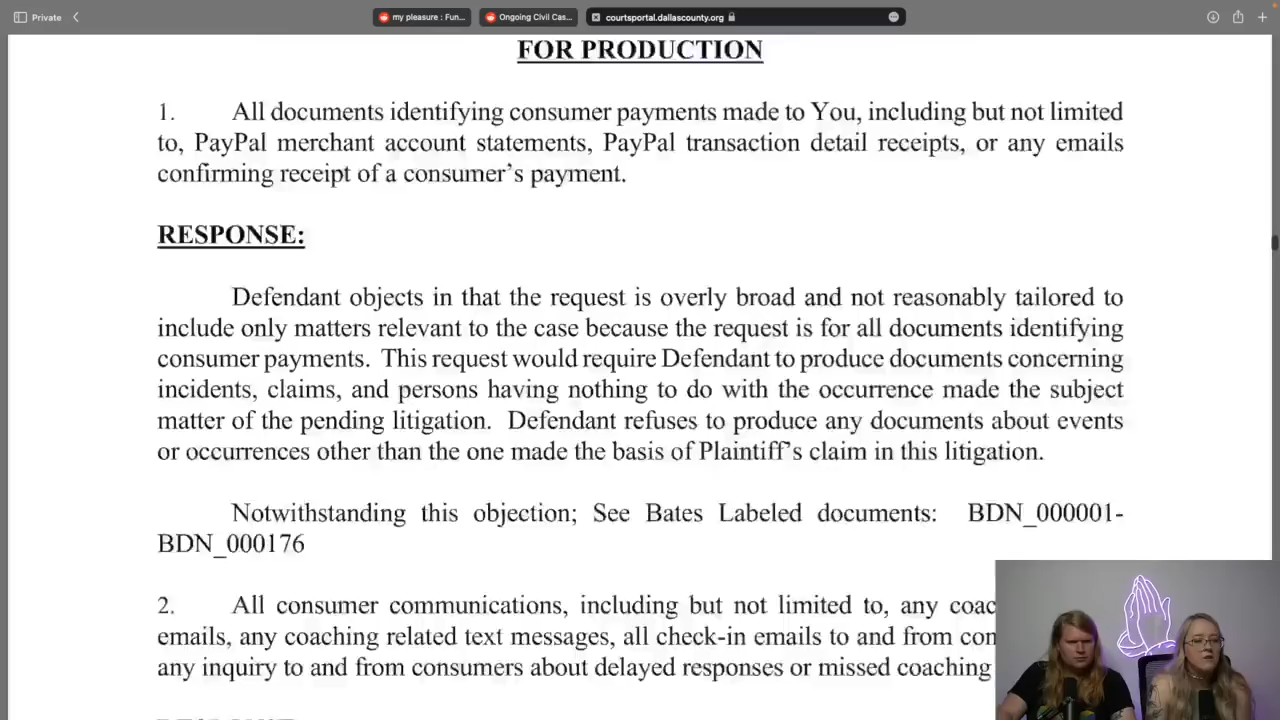 Private
my pleasure : Fun...
Ongoing Civil Cas...
courtsportal.dallascounty.org
FOR PRODUCTION
1. All documents identifying consumer payments made to You, including but not limited
to, PayPal merchant account statements, PayPal transaction detail receipts, or any emails
confirming receipt of a consumer's payment.
RESPONSE:
Defendant objects in that the request is overly broad and not reasonably tailored to
include only matters relevant to the case because the request is for all documents identifying
consumer payments. This request would require Defendant to produce documents concerning
incidents, claims, and persons having nothing to do with the occurrence made the subject
matter of the pending litigation. Defendant refuses to produce any documents about events
or occurrences other than the one made the basis of Plaintiff's claim in this litigation.
Notwithstanding this objection; See Bates Labeled documents: BDN_000001-
BDN_000176
2. All consumer communications, including but not limited to, any coac
emails, any coaching related text messages, all check-in emails to and from con
any inquiry to and from consumers about delayed responses or missed coaching